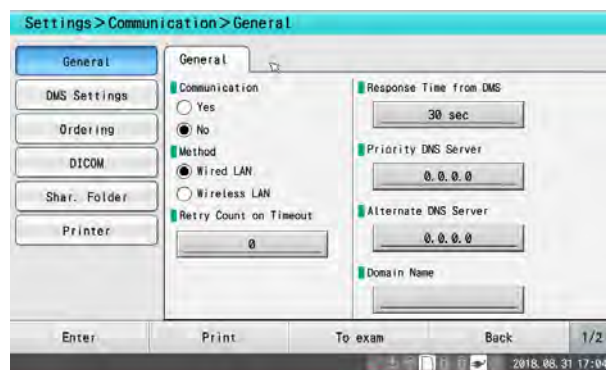 Settings>Communication>General
General
DMS Settings
Ordering
DICOM
Shar. Folder
Printer
General
Communication
Yes
No
Method
Wired LAN
Wireless LAN
Retry Count on Timeout
0
Response Time from DMS
30 sec
Priority DNS Server
0.0.0.0
Alternate DNS Server
0.0.0.0
Domain Name
Enter Print To exam Back 1/2
2018.08.31 17:04